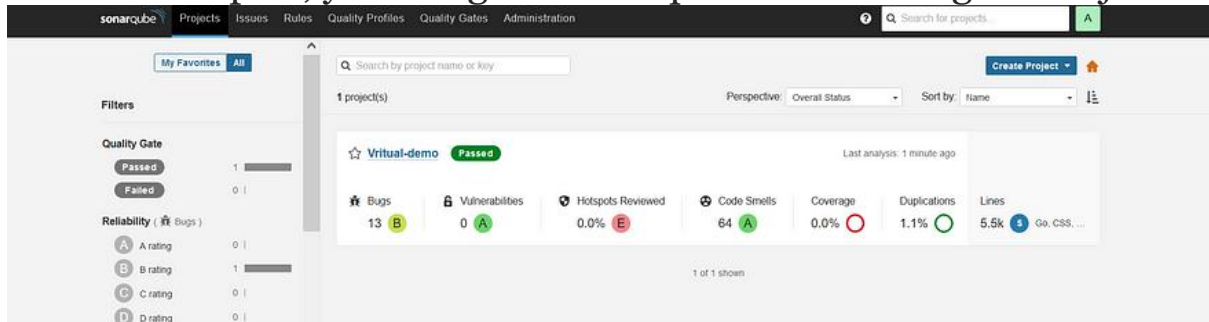 sonarqube Projects Issues Rules Quality Profiles Quality Gates Administration Search for projects... A
My Favorites All
Search by project name or key
Create Project
1 project(s)
Perspective: Overall Status
Sort by: Name
Filters
Quality Gate
Passed 1
Failed 0
Reliability ( Bugs )
A A rating 0
B B rating 1
C C rating 0
D D rating 0
Vritual-demo Passed
Last analysis: 1 minute ago
Bugs Vulnerabilities Hotspots Reviewed Code Smells Coverage Duplications Lines
13 B 0 A 0.0% E 64 A 0.0% 1.1% 5.5k S Go, CSS, ...
1 of 1 shown